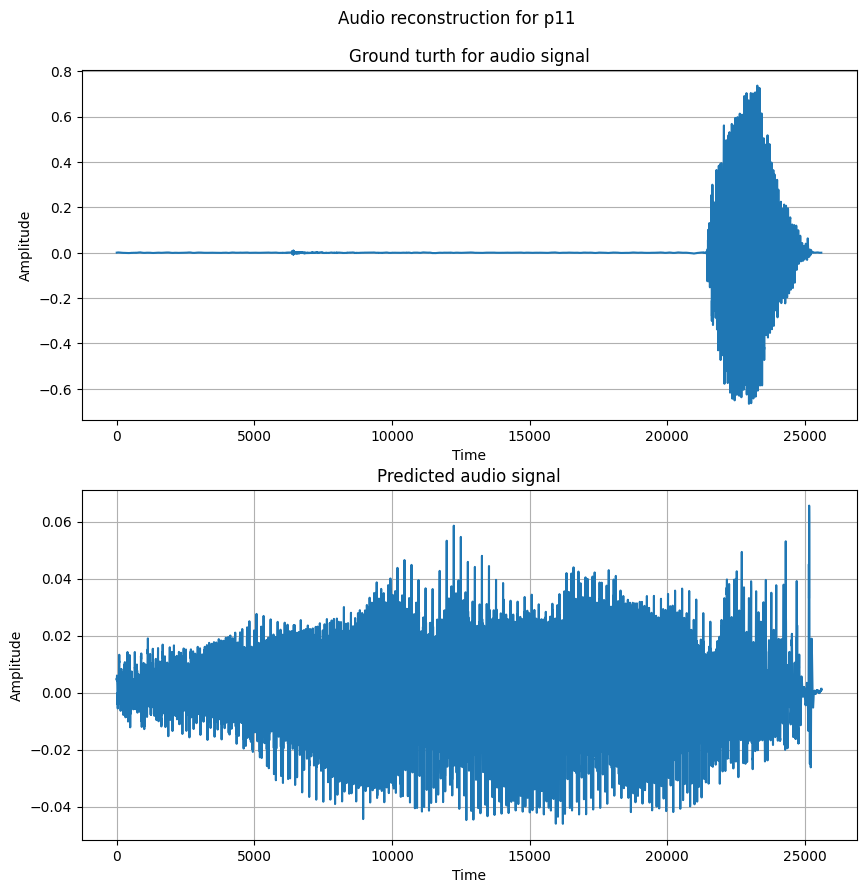 Audio reconstruction for p11
Ground turth for audio signal
0.8
0.6
0.4
0.2
0.0
−0.2
−0.4
−0.6
Amplitude
0 5000 10000 15000 20000 25000
Time
Predicted audio signal
0.06
0.04
0.02
0.00
−0.02
−0.04
Amplitude
0 5000 10000 15000 20000 25000
Time